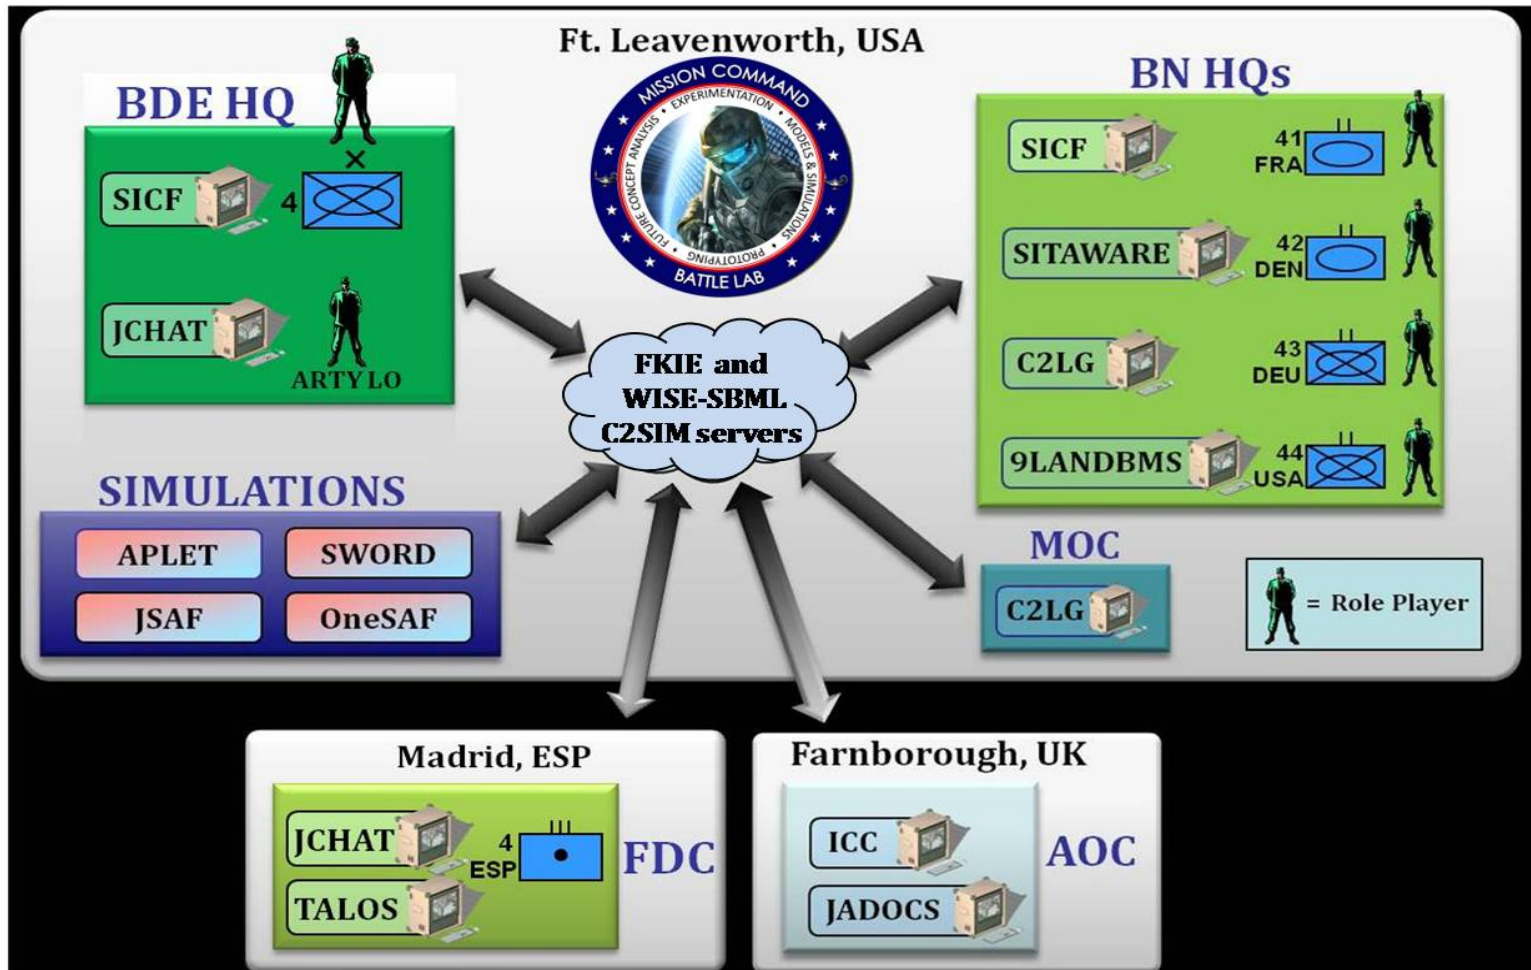 Ft. Leavenworth, USA
BDE HQ
SICF
4
JCHAT
ARTY LO
MISSION COMMAND
BATTLE LAB
FUTURE CONCEPT ANALYSIS • EXPERIMENTATION • MODELS & SIMULATIONS • PROTOTYPING •
BN HQs
SICF
41
FRA
SITAWARE
42
DEN
C2LG
43
DEU
9LANDBMS
44
USA
FKIE and
WISE-SBML
C2SIM servers
SIMULATIONS
APLET
SWORD
JSAF
OneSAF
MOC
C2LG
= Role Player
Madrid, ESP
JCHAT
TALOS
4
ESP
FDC
Farnborough, UK
ICC
JADOCS
AOC